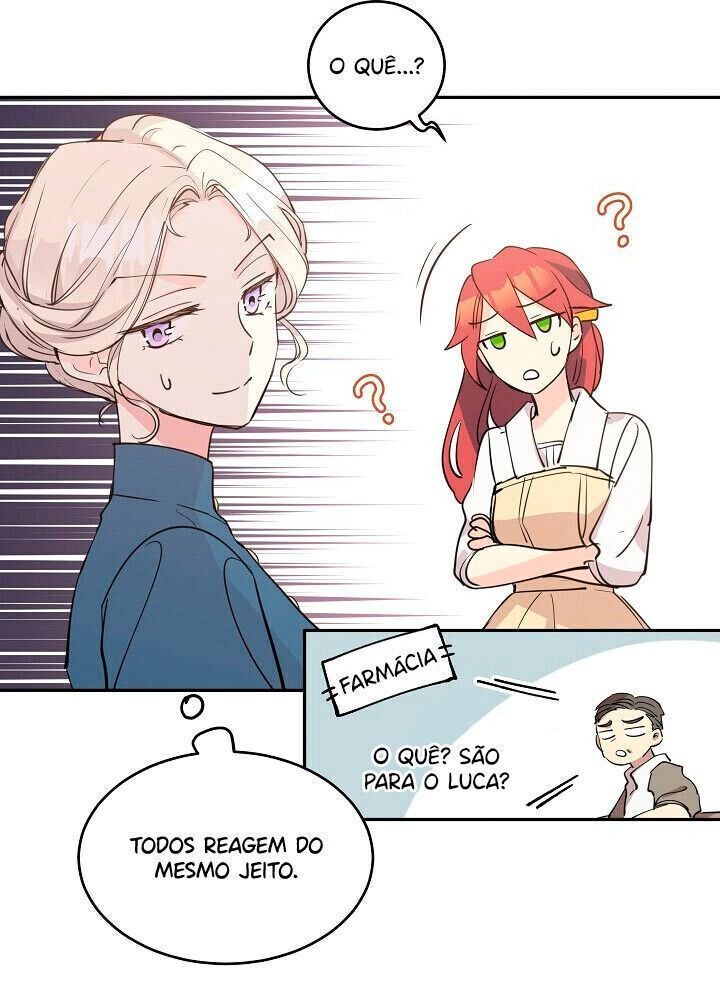 O QUÊ...?
FARMÁCIA
O QUÊ? SÃO
PARA O LUCA?
TODOS REAGEM DO
MESMO JEITO.